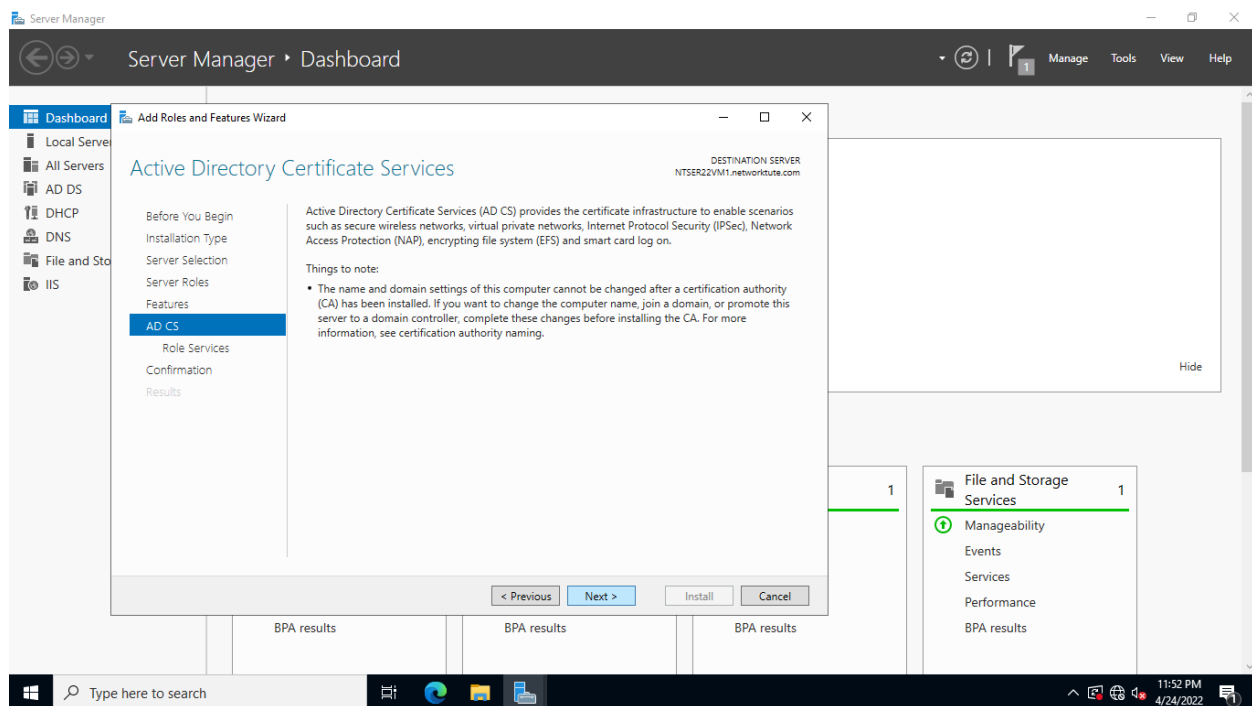 Server Manager
Server Manager ‣ Dashboard
1
Manage
Tools
View
Help
Dashboard
Local Server
All Servers
AD DS
DHCP
DNS
File and Sto
IIS
Add Roles and Features Wizard
Active Directory Certificate Services
DESTINATION SERVER
NTSER22VM1.networktute.com
Before You Begin
Installation Type
Server Selection
Server Roles
Features
AD CS
Role Services
Confirmation
Results
Active Directory Certificate Services (AD CS) provides the certificate infrastructure to enable scenarios
such as secure wireless networks, virtual private networks, Internet Protocol Security (IPSec), Network
Access Protection (NAP), encrypting file system (EFS) and smart card log on.
Things to note:
• The name and domain settings of this computer cannot be changed after a certification authority
(CA) has been installed. If you want to change the computer name, join a domain, or promote this
server to a domain controller, complete these changes before installing the CA. For more
information, see certification authority naming.
< Previous
Next >
Install
Cancel
Hide
1
File and Storage
Services
1
Manageability
Events
Services
Performance
BPA results
BPA results
BPA results
BPA results
Type here to search
11:52 PM
4/24/2022
1